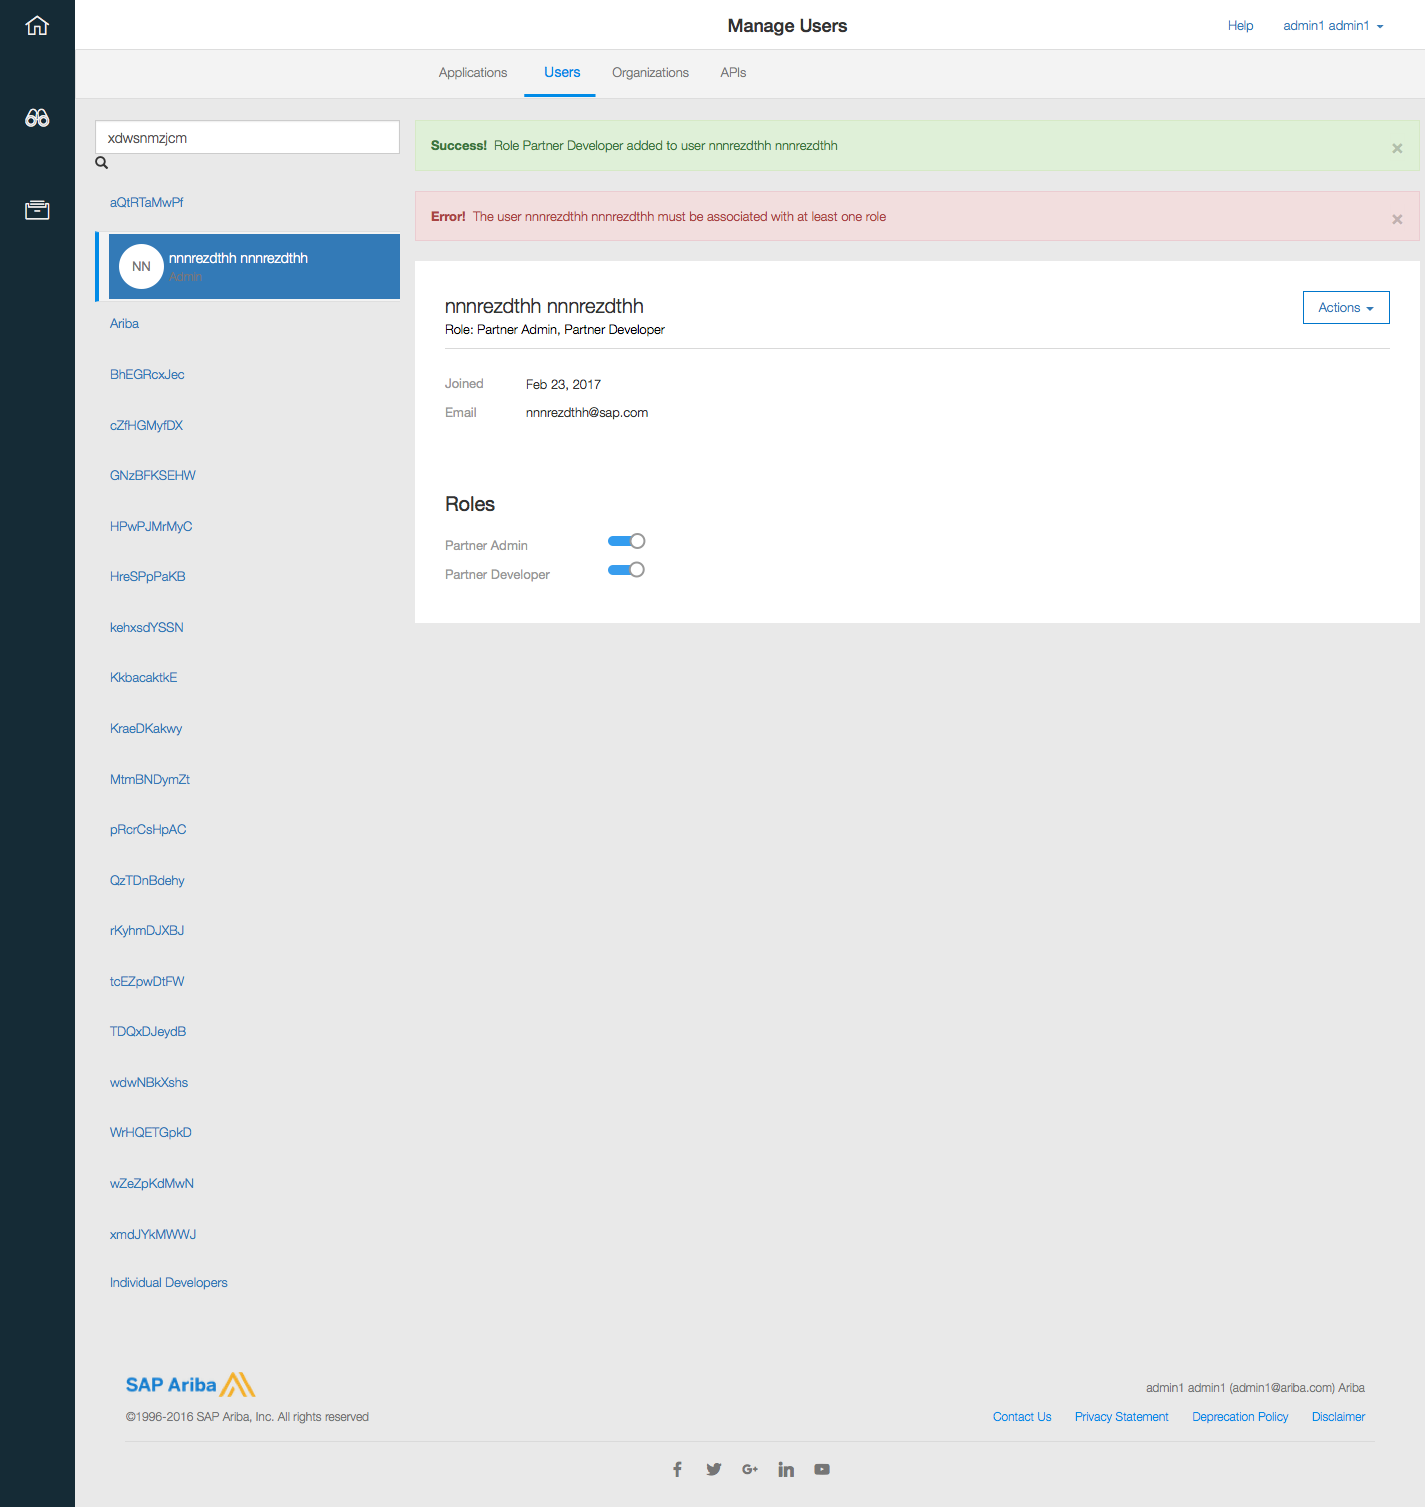 Manage Users
Help
admin1 admin1
Applications
Users
Organizations
APIs
xdwsnmzjcm
Success! Role Partner Developer added to user nnnrezdthh nnnrezdthh
×
Error! The user nnnrezdthh nnnrezdthh must be associated with at least one role
×
aQtRTaMwPf
NN
nnnrezdthh nnnrezdthh
Admin
Ariba
BhEGRcxJec
cZfHGMyfDX
GNzBFKSEHW
HPwPJMrMyC
HreSPpPaKB
kehxsdYSSN
KkbacaktkE
KraeDKakwy
MtmBNDymZt
pRcrCsHpAC
QzTDnBdehy
rKyhmDJXBJ
tcEZpwDtFW
TDQxDJeydB
wdwNBkXshs
WrHQETGpkD
wZeZpKdMwN
xmdJYkMWWJ
Individual Developers
nnnrezdthh nnnrezdthh
Role: Partner Admin, Partner Developer
Actions
Joined Feb 23, 2017
Email nnnrezdthh@sap.com
Roles
Partner Admin
Partner Developer
SAP Ariba
©1996-2016 SAP Ariba, Inc. All rights reserved
admin1 admin1 (admin1@ariba.com) Ariba
Contact Us Privacy Statement Deprecation Policy Disclaimer